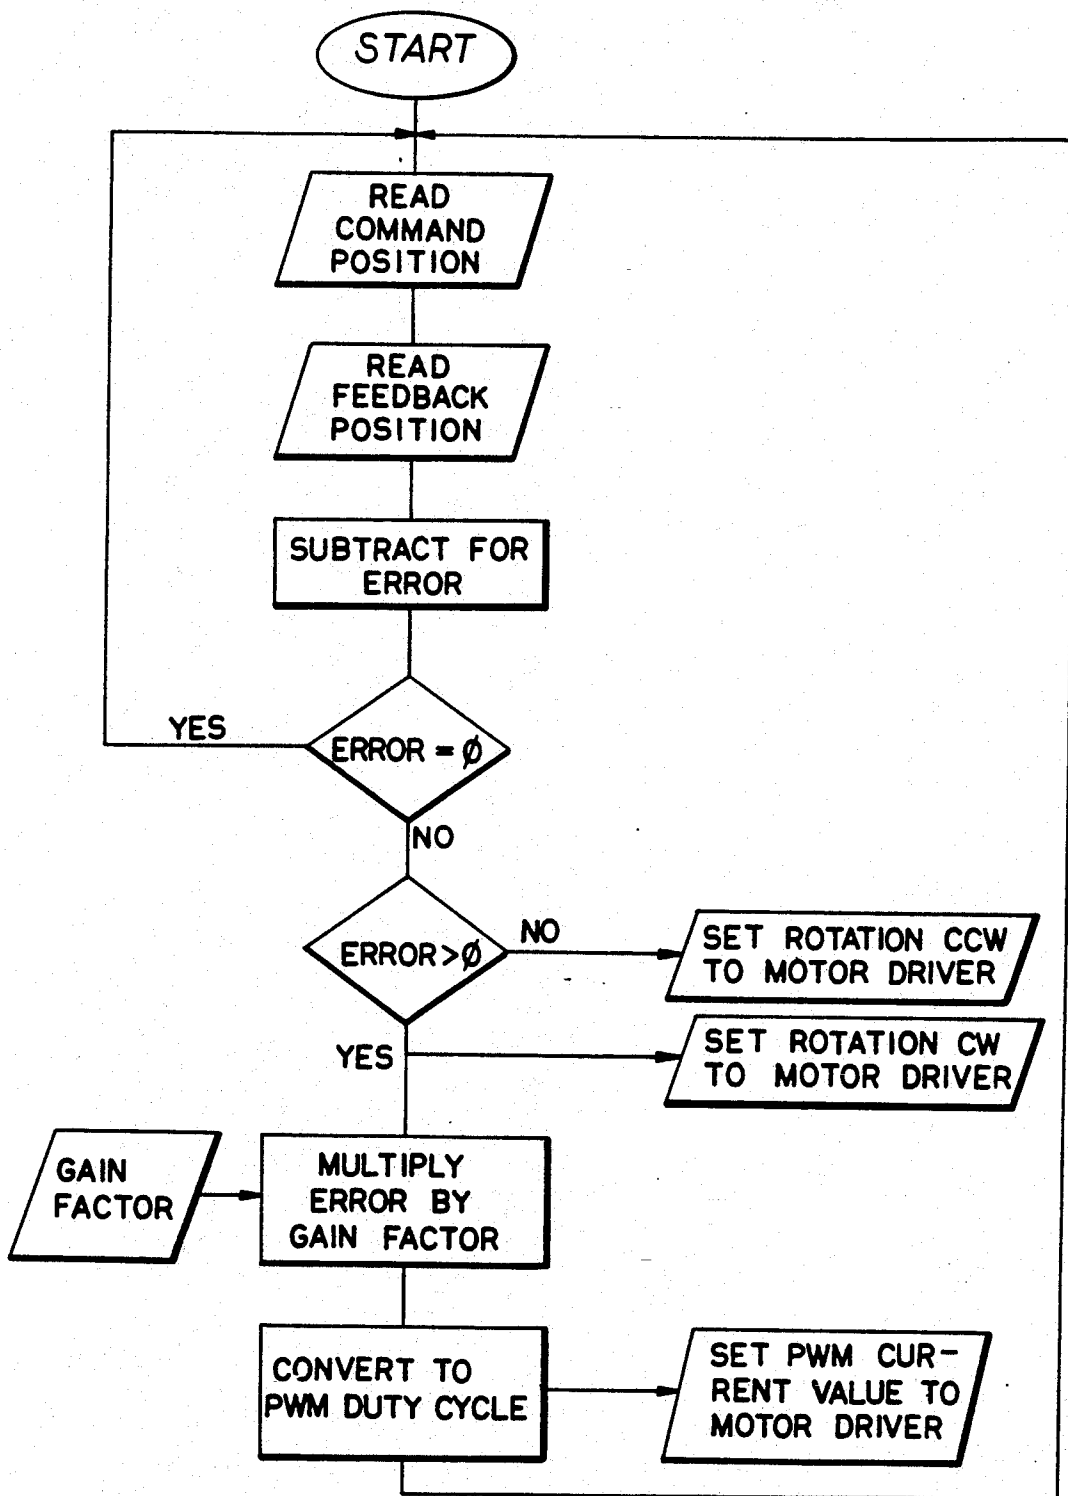 START
READ
COMMAND
POSITION
READ
FEEDBACK
POSITION
SUBTRACT FOR
ERROR
YES
ERROR = Ø
NO
ERROR>Ø
NO
SET ROTATION CCW
TO MOTOR DRIVER
YES
SET ROTATION CW
TO MOTOR DRIVER
GAIN
FACTOR
MULTIPLY
ERROR BY
GAIN FACTOR
CONVERT TO
PWM DUTY CYCLE
SET PWM CUR-
RENT VALUE TO
MOTOR DRIVER